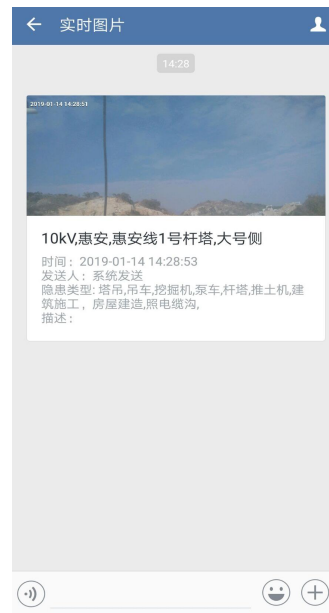 实时图片
14:28
2019-01-14 14:28:51
10kV,惠安,惠安线1号杆塔,大号侧
时间：2019-01-14 14:28:53
发送人：系统发送
隐患类型: 塔吊,吊车,挖掘机,泵车,杆塔,推土机,建
筑施工，房屋建造,照电缆沟,
描述：